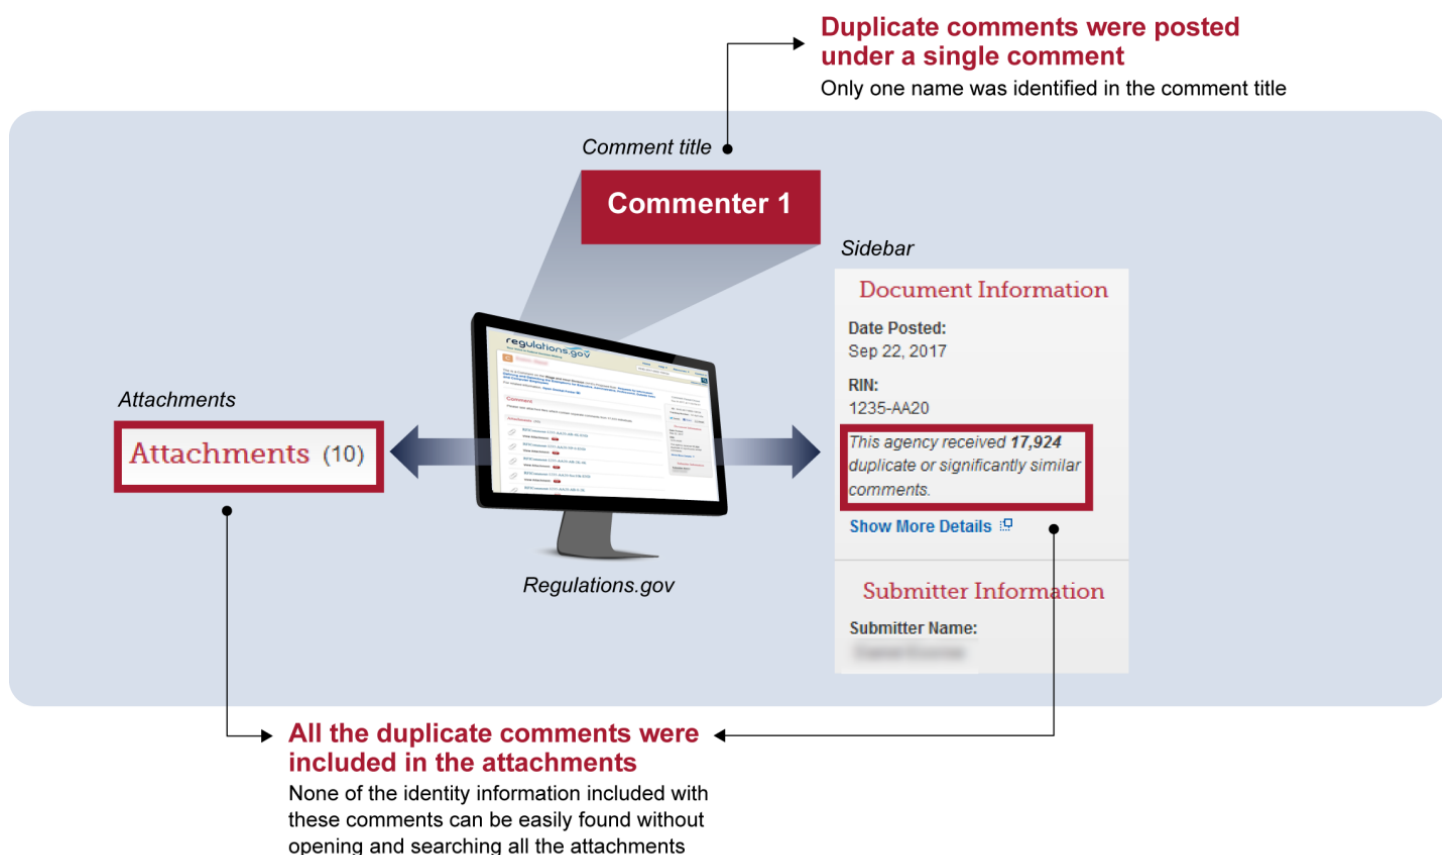 Duplicate comments were posted
under a single comment
Only one name was identified in the comment title
Comment title
Commenter 1
Sidebar
Document Information
Date Posted:
Sep 22, 2017
RIN:
1235-AA20
This agency received 17,924
duplicate or significantly similar
comments.
Show More Details
Submitter Information
Submitter Name:
Attachments
Attachments (10)
regulations.gov
Comment
Regulations.gov
All the duplicate comments were
included in the attachments
None of the identity information included with
these comments can be easily found without
opening and searching all the attachments